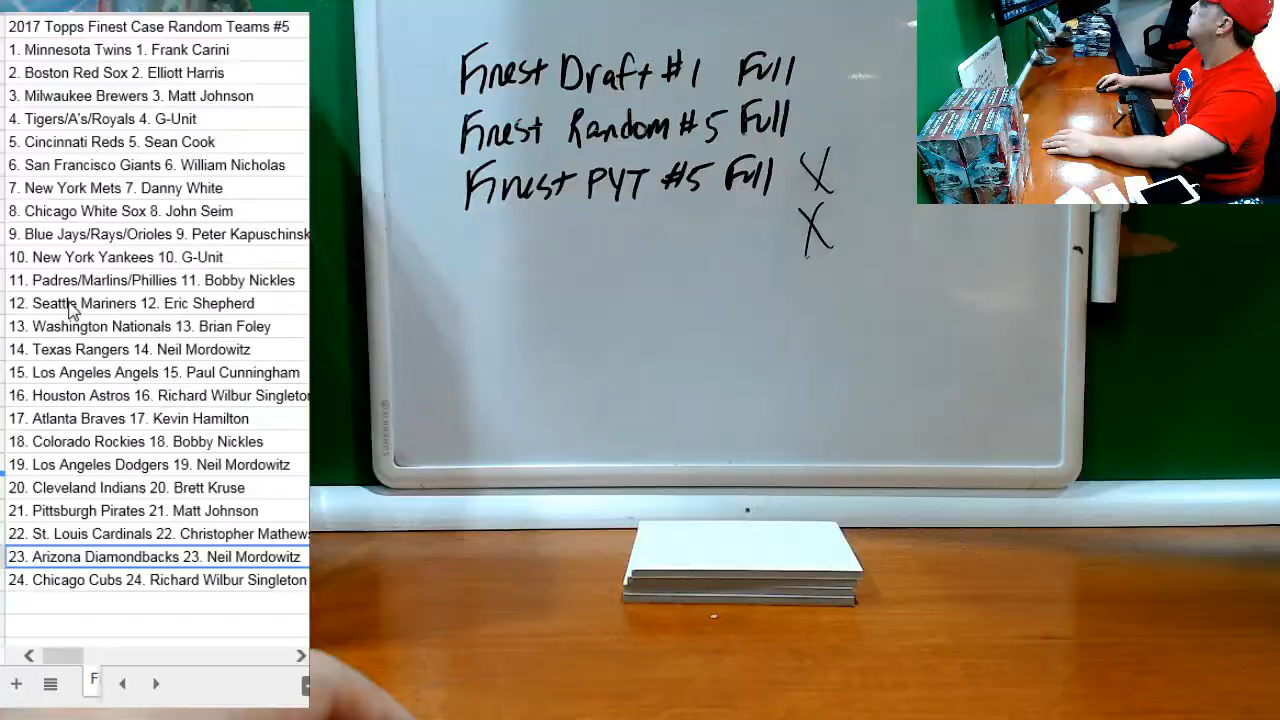 2017 Topps Finest Case Random Teams #5
1. Minnesota Twins 1. Frank Carini
2. Boston Red Sox 2. Elliott Harris
3. Milwaukee Brewers 3. Matt Johnson
4. Tigers/A's/Royals 4. G-Unit
5. Cincinnati Reds 5. Sean Cook
6. San Francisco Giants 6. William Nicholas
7. New York Mets 7. Danny White
8. Chicago White Sox 8. John Seim
9. Blue Jays/Rays/Orioles 9. Peter Kapuschinsk
10. New York Yankees 10. G-Unit
11. Padres/Marlins/Phillies 11. Bobby Nickles
12. Seattle Mariners 12. Eric Shepherd
13. Washington Nationals 13. Brian Foley
14. Texas Rangers 14. Neil Mordowitz
15. Los Angeles Angels 15. Paul Cunningham
16. Houston Astros 16. Richard Wilbur Singleton
17. Atlanta Braves 17. Kevin Hamilton
18. Colorado Rockies 18. Bobby Nickles
19. Los Angeles Dodgers 19. Neil Mordowitz
20. Cleveland Indians 20. Brett Kruse
21. Pittsburgh Pirates 21. Matt Johnson
22. St. Louis Cardinals 22. Christopher Mathews
23. Arizona Diamondbacks 23. Neil Mordowitz
24. Chicago Cubs 24. Richard Wilbur Singleton
F
Finest Draft #1 Full
Finest Random #5 Full
Finest PYT #5 Full X
X